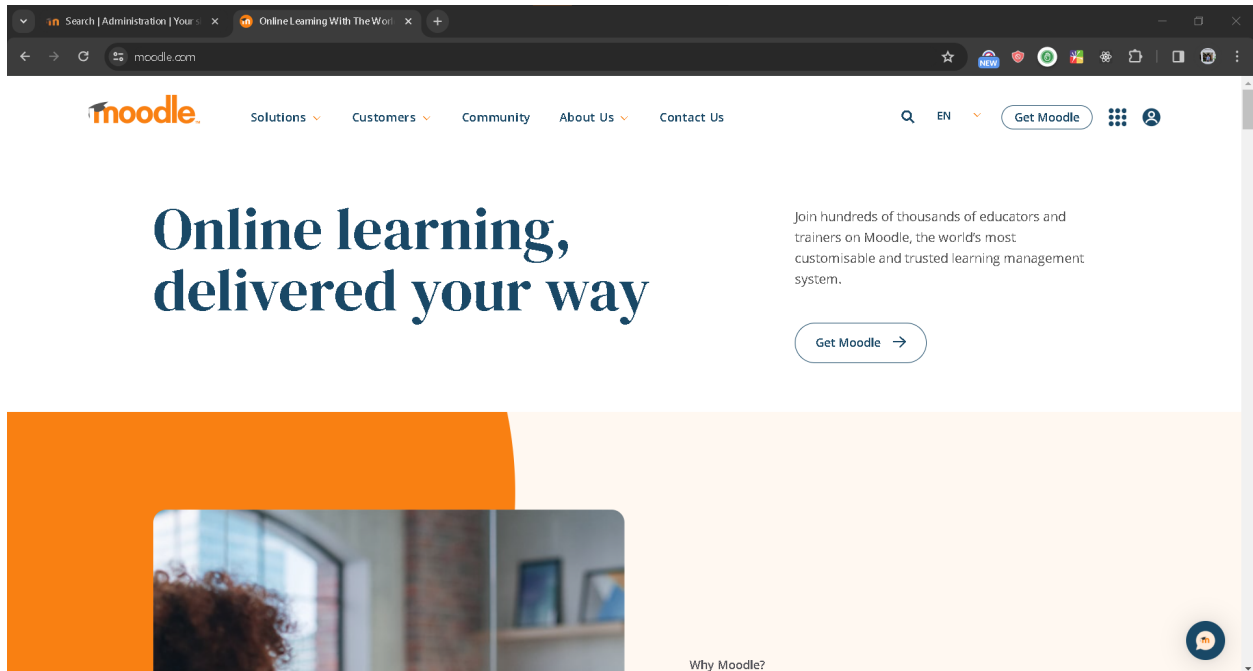 Search | Administration | Your s
Online Learning With The Wor
moodle.com
NEW
moodle
Solutions
Customers
Community
About Us
Contact Us
EN
Get Moodle
Online learning,
delivered your way
Join hundreds of thousands of educators and
trainers on Moodle, the world's most
customisable and trusted learning management
system.
Get Moodle
Why Moodle?